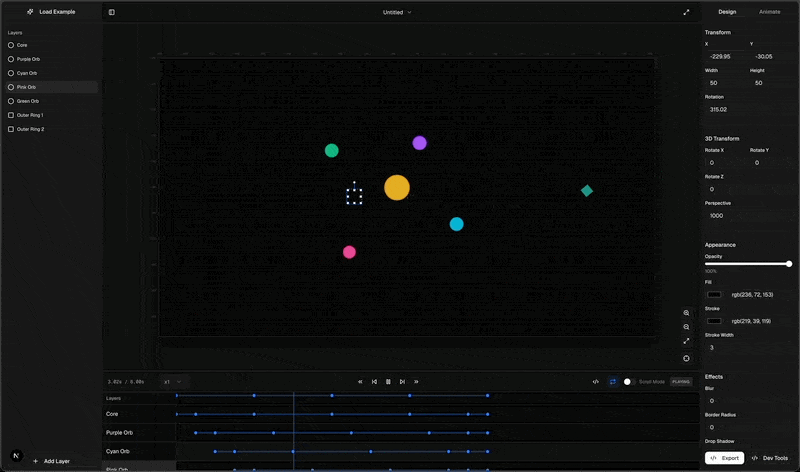 Load Example
Untitled
Design
Animate
Layers
Core
Purple Orb
Cyan Orb
Pink Orb
Green Orb
Outer Ring 1
Outer Ring 2
Add Layer
N
Transform
X
Y
-229.95
-30.05
Width
Height
50
50
Rotation
315.02
3D Transform
Rotate X
Rotate Y
0
0
Rotate Z
0
Perspective
1000
Appearance
Opacity
100%
Fill
rgb(236, 72, 153)
Stroke
rgb(219, 39, 119)
Stroke Width
3
Effects
Blur
0
Border Radius
0
Drop Shadow
Export
Dev Tools
3.02s / 8.00s
x1
Scroll Mode
PLAYING
Layers
Core
Purple Orb
Cyan Orb
Pink Orb